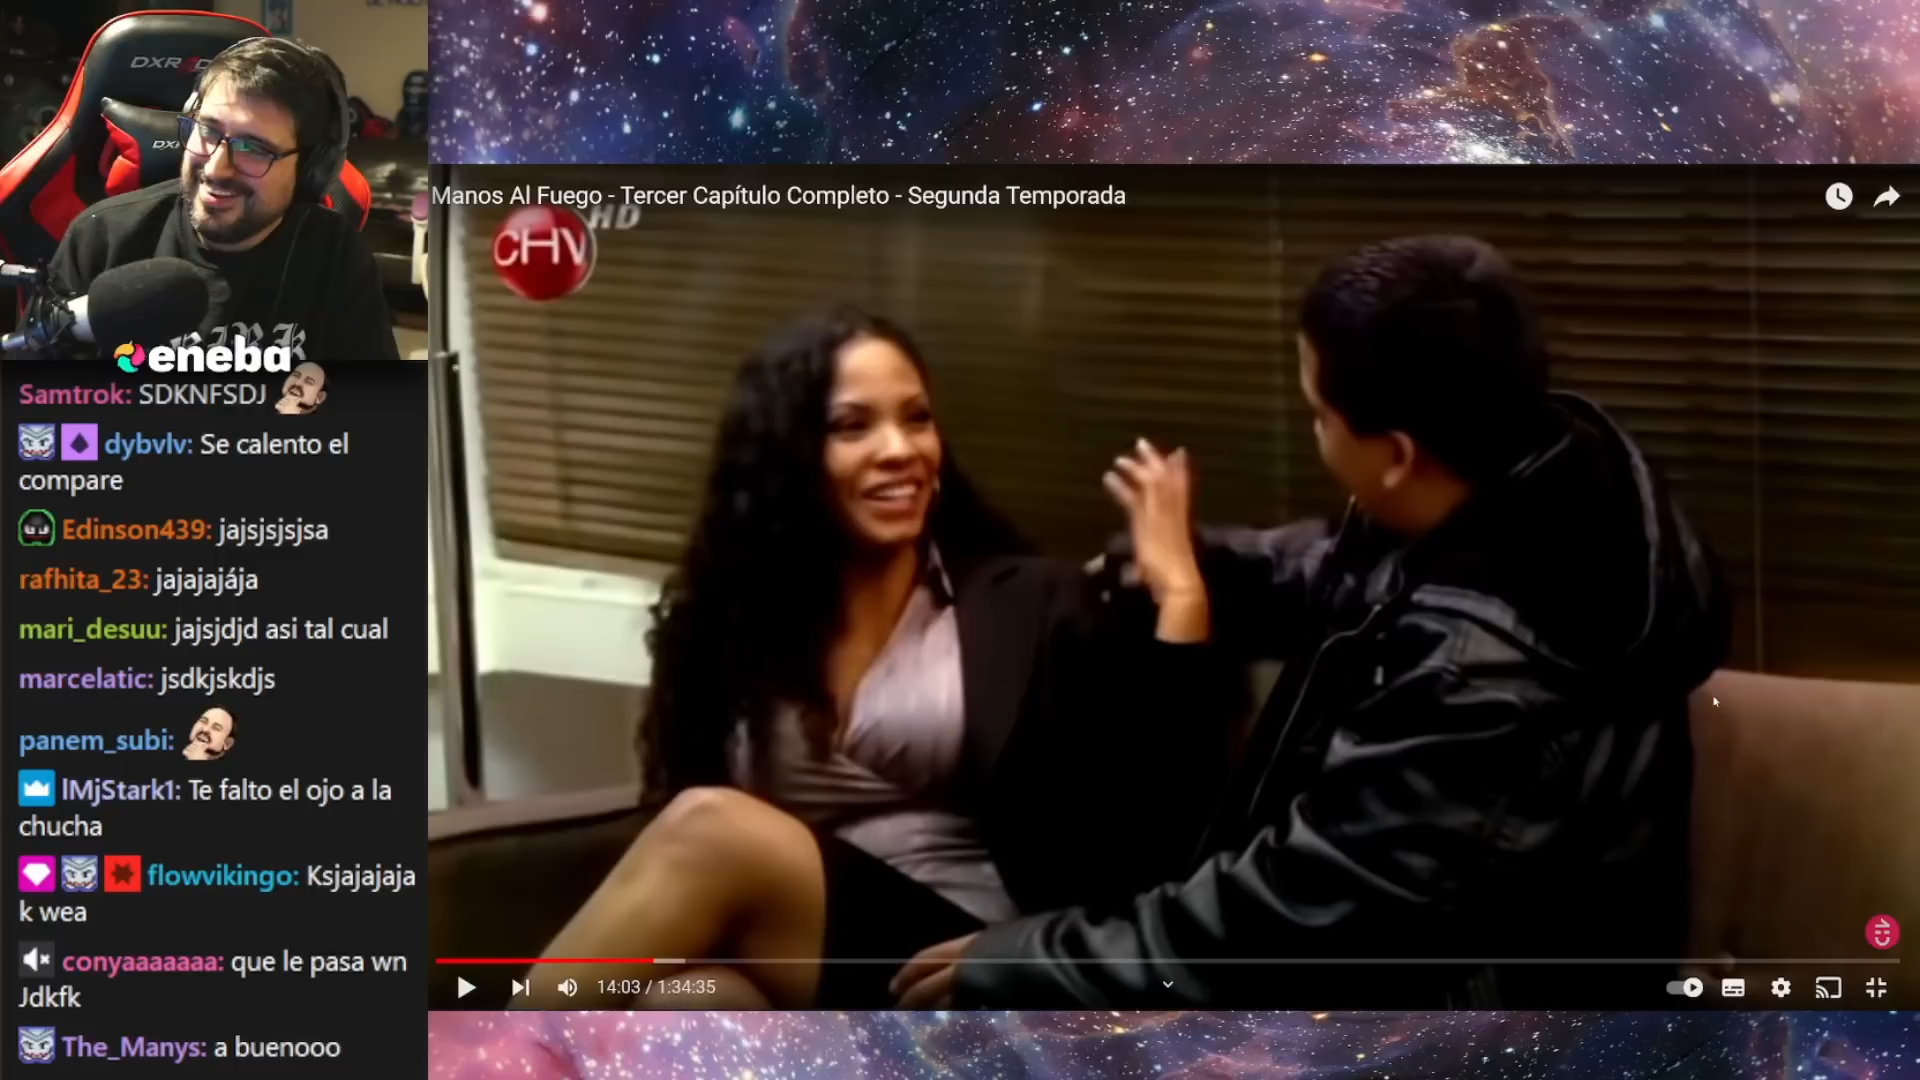 DXR
DXR
eneba
Samtrok: SDKNFSDJ
dybvlv: Se calento el
compare
Edinson439: jajsjsjsjsa
rafhita_23: jajajajája
mari_desuu: jajsjdjd asi tal cual
marcelatic: jsdkjskdjs
panem_subi:
lMjStark1: Te falto el ojo a la
chucha
flowvikingo: Ksjajajaja
k wea
conyaaaaaaa: que le pasa wn
Jdkfk
The_Manys: a buenooo
Manos Al Fuego - Tercer Capítulo Completo - Segunda Temporada
CHV
HD
14:03 / 1:34:35